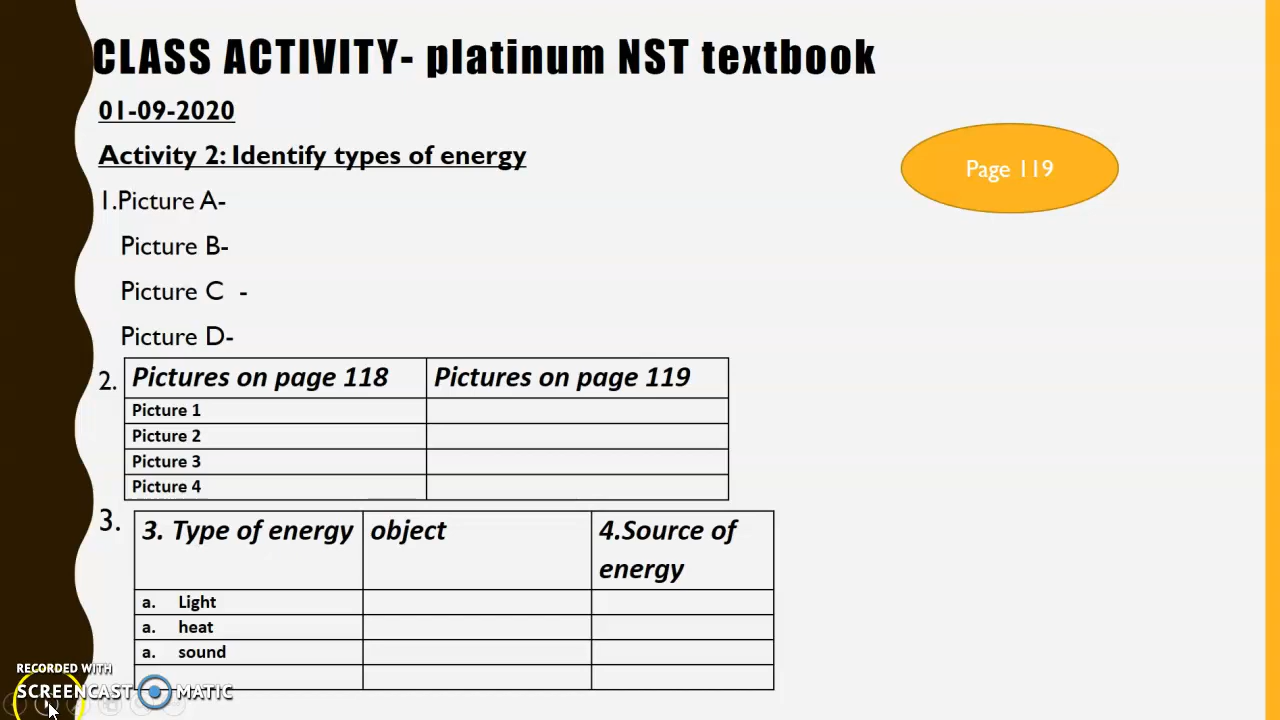 CLASS ACTIVITY- platinum NST textbook
01-09-2020
Activity 2: Identify types of energy
Page 119
1.Picture A-
Picture B-
Picture C -
Picture D-
2.
Pictures on page 118 Pictures on page 119
Picture 1
Picture 2
Picture 3
Picture 4
3.
3. Type of energy object 4.Source of
energy
a. Light
a. heat
a. sound
RECORDED WITH
SCREENCAST MATIC